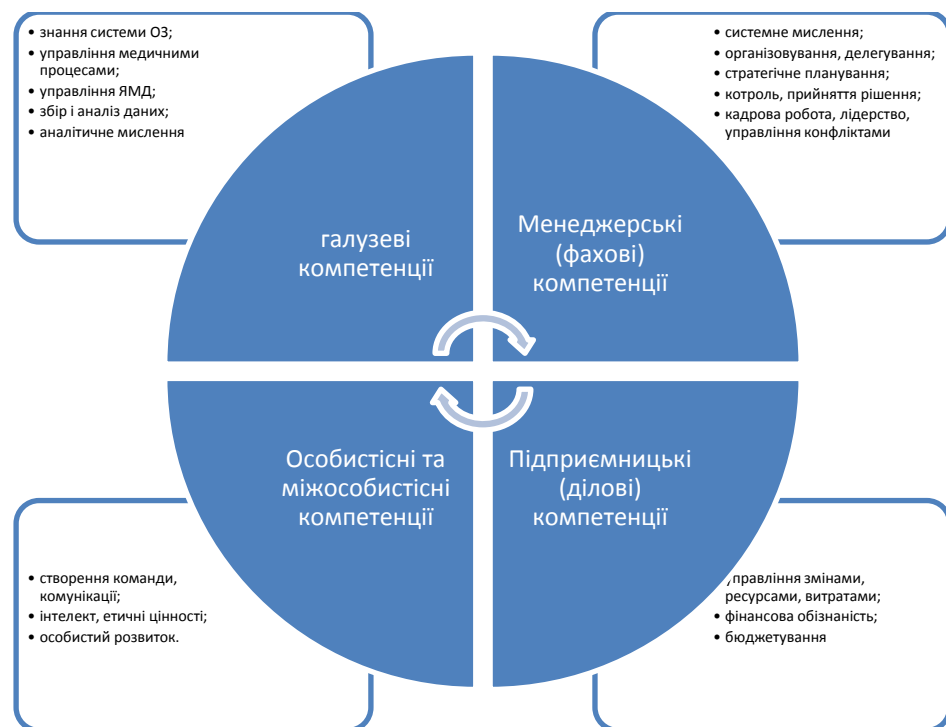 • знання системи ОЗ;
• управління медичними
процесами;
• управління ЯМД;
• збір і аналіз даних;
• аналітичне мислення
• системне мислення;
• організовування, делегування;
• стратегічне планування;
• котроль, прийняття рішення;
• кадрова робота, лідерство,
управління конфліктами
галузеві
компетенції
Менеджерські
(фахові)
компетенції
Особистісні та
міжособистісні
компетенції
Підприємницькі
(ділові)
компетенції
• створення команди,
комунікації;
• інтелект, етичні цінності;
• особистий розвиток.
управління змінами,
ресурсами, витратами;
• фінансова обізнаність;
• бюджетування